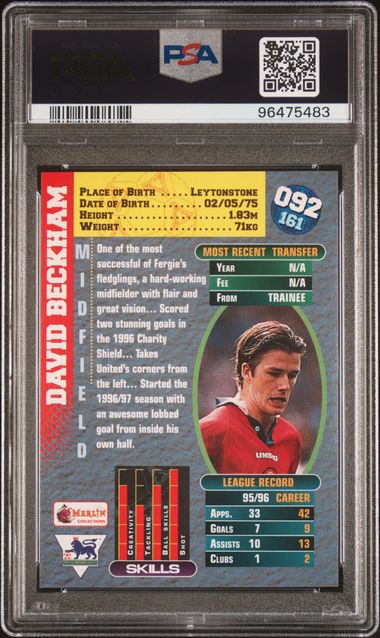 PSA
96475483
DAVID BECKHAM
MIDFIELD
PLACE OF BIRTH .... LEYTONSTONE
DATE OF BIRTH ...... 02/05/75
HEIGHT .................... 1.83M
WEIGHT .................... 71KG
092
161
One of the most
successful of Fergie's
fledglings, a hard-working
midfielder with flair and
great vision... Scored
two stunning goals in
the 1996 Charity
Shield... Takes
United's corners from
the left... Started the
1996/97 season with
an awesome lobbed
goal from inside his
own half.
MOST RECENT TRANSFER
YEAR N/A
FEE N/A
FROM TRAINEE
UMBRO
LEAGUE RECORD
95/96 CAREER
APPS. 33 42
GOALS 7 9
ASSISTS 10 13
CLUBS 1 2
MERLIN
COLLECTIONS
CREATIVITY
TACKLING
BALL SKILLS
SHOT
SKILLS